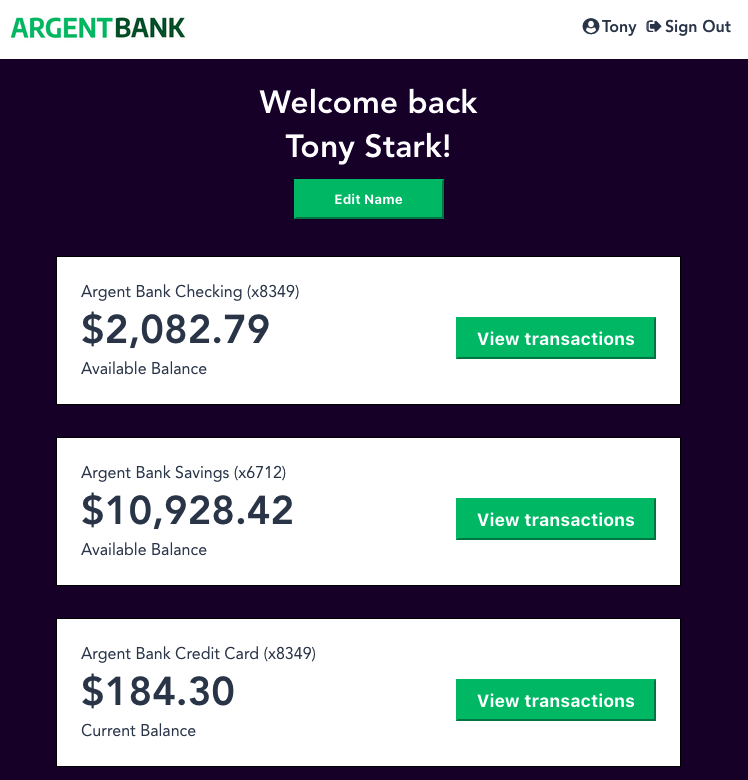 ARGENTBANK
Tony Sign Out
Welcome back
Tony Stark!
Edit Name
Argent Bank Checking (x8349)
$2,082.79
Available Balance
View transactions
Argent Bank Savings (x6712)
$10,928.42
Available Balance
View transactions
Argent Bank Credit Card (x8349)
$184.30
Current Balance
View transactions